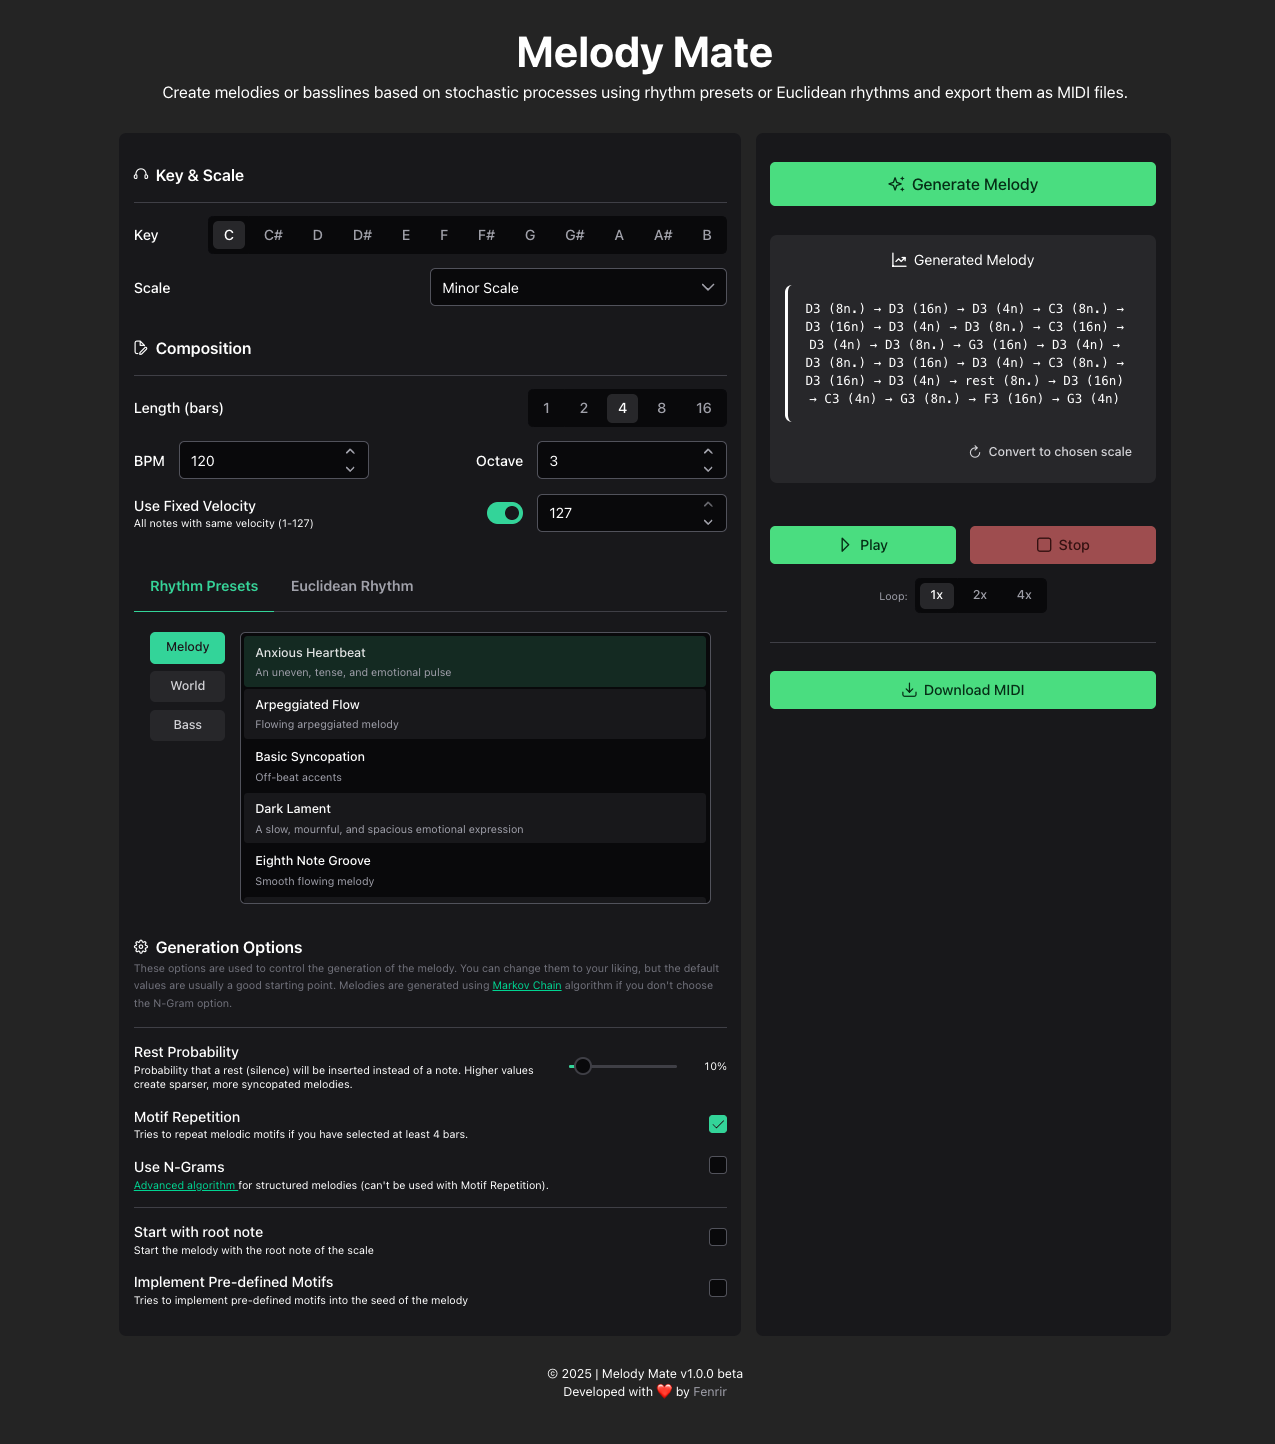 Melody Mate
Create melodies or basslines based on stochastic processes using rhythm presets or Euclidean rhythms and export them as MIDI files.
Key & Scale
Key
C C# D D# E F F# G G# A A# B
Scale
Minor Scale
Composition
Length (bars)
1 2 4 8 16
BPM
120
Octave
3
Use Fixed Velocity
All notes with same velocity (1-127)
127
Rhythm Presets
Euclidean Rhythm
Melody
World
Bass
Anxious Heartbeat
An uneven, tense, and emotional pulse
Arpeggiated Flow
Flowing arpeggiated melody
Basic Syncopation
Off-beat accents
Dark Lament
A slow, mournful, and spacious emotional expression
Eighth Note Groove
Smooth flowing melody
Generation Options
These options are used to control the generation of the melody. You can change them to your liking, but the default
values are usually a good starting point. Melodies are generated using Markov Chain algorithm if you don't choose
the N-Gram option.
Rest Probability
Probability that a rest (silence) will be inserted instead of a note. Higher values
create sparser, more syncopated melodies.
10%
Motif Repetition
Tries to repeat melodic motifs if you have selected at least 4 bars.
Use N-Grams
Advanced algorithm for structured melodies (can't be used with Motif Repetition).
Start with root note
Start the melody with the root note of the scale
Implement Pre-defined Motifs
Tries to implement pre-defined motifs into the seed of the melody
Generate Melody
Generated Melody
D3 (8n.) → D3 (16n) → D3 (4n) → C3 (8n.) →
D3 (16n) → D3 (4n) → D3 (8n.) → C3 (16n) →
D3 (4n) → D3 (8n.) → G3 (16n) → D3 (4n) →
D3 (8n.) → D3 (16n) → D3 (4n) → C3 (8n.) →
D3 (16n) → D3 (4n) → rest (8n.) → D3 (16n)
→ C3 (4n) → G3 (8n.) → F3 (16n) → G3 (4n)
Convert to chosen scale
Play
Stop
Loop:
1x 2x 4x
Download MIDI
© 2025 | Melody Mate v1.0.0 beta
Developed with ❤️ by Fenrir